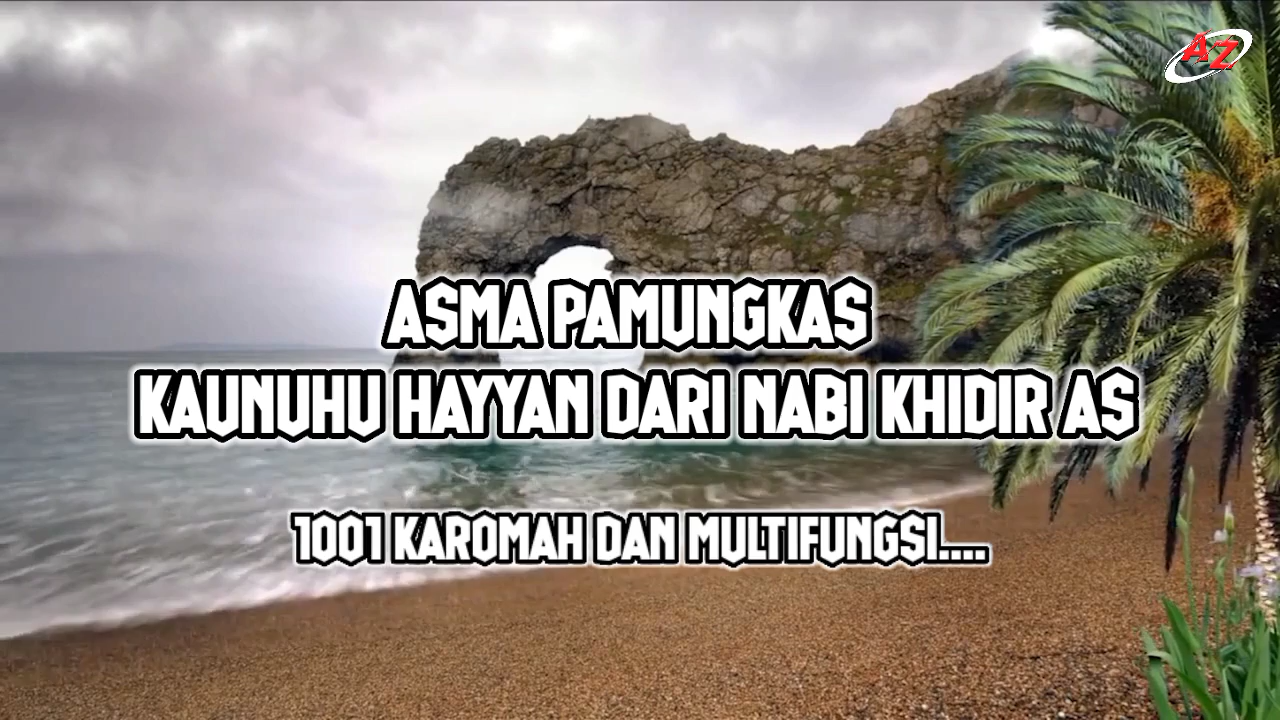 AZ
ASMA PAMUNGKAS
KAUNUHU HAYYAN DARI NABI KHIDIR AS
1001 KAROMAH DAN MULTIFUNGSI....